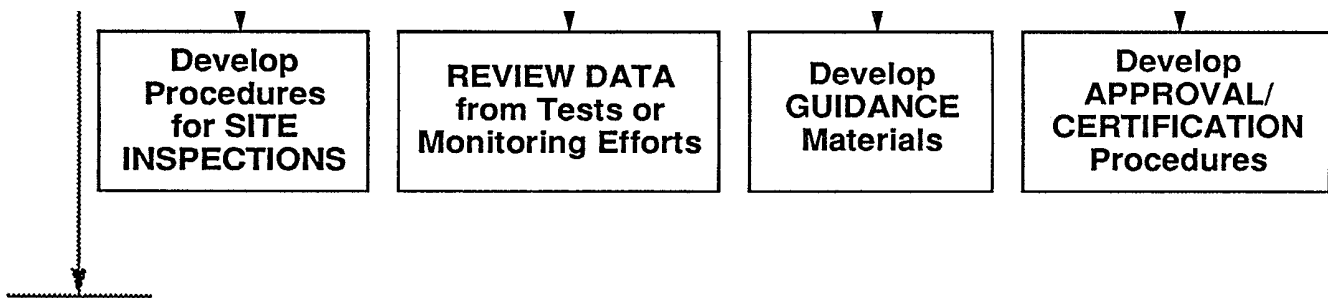 Develop
Procedures
for SITE
INSPECTIONS
REVIEW DATA
from Tests or
Monitoring Efforts
Develop
GUIDANCE
Materials
Develop
APPROVAL/
CERTIFICATION
Procedures